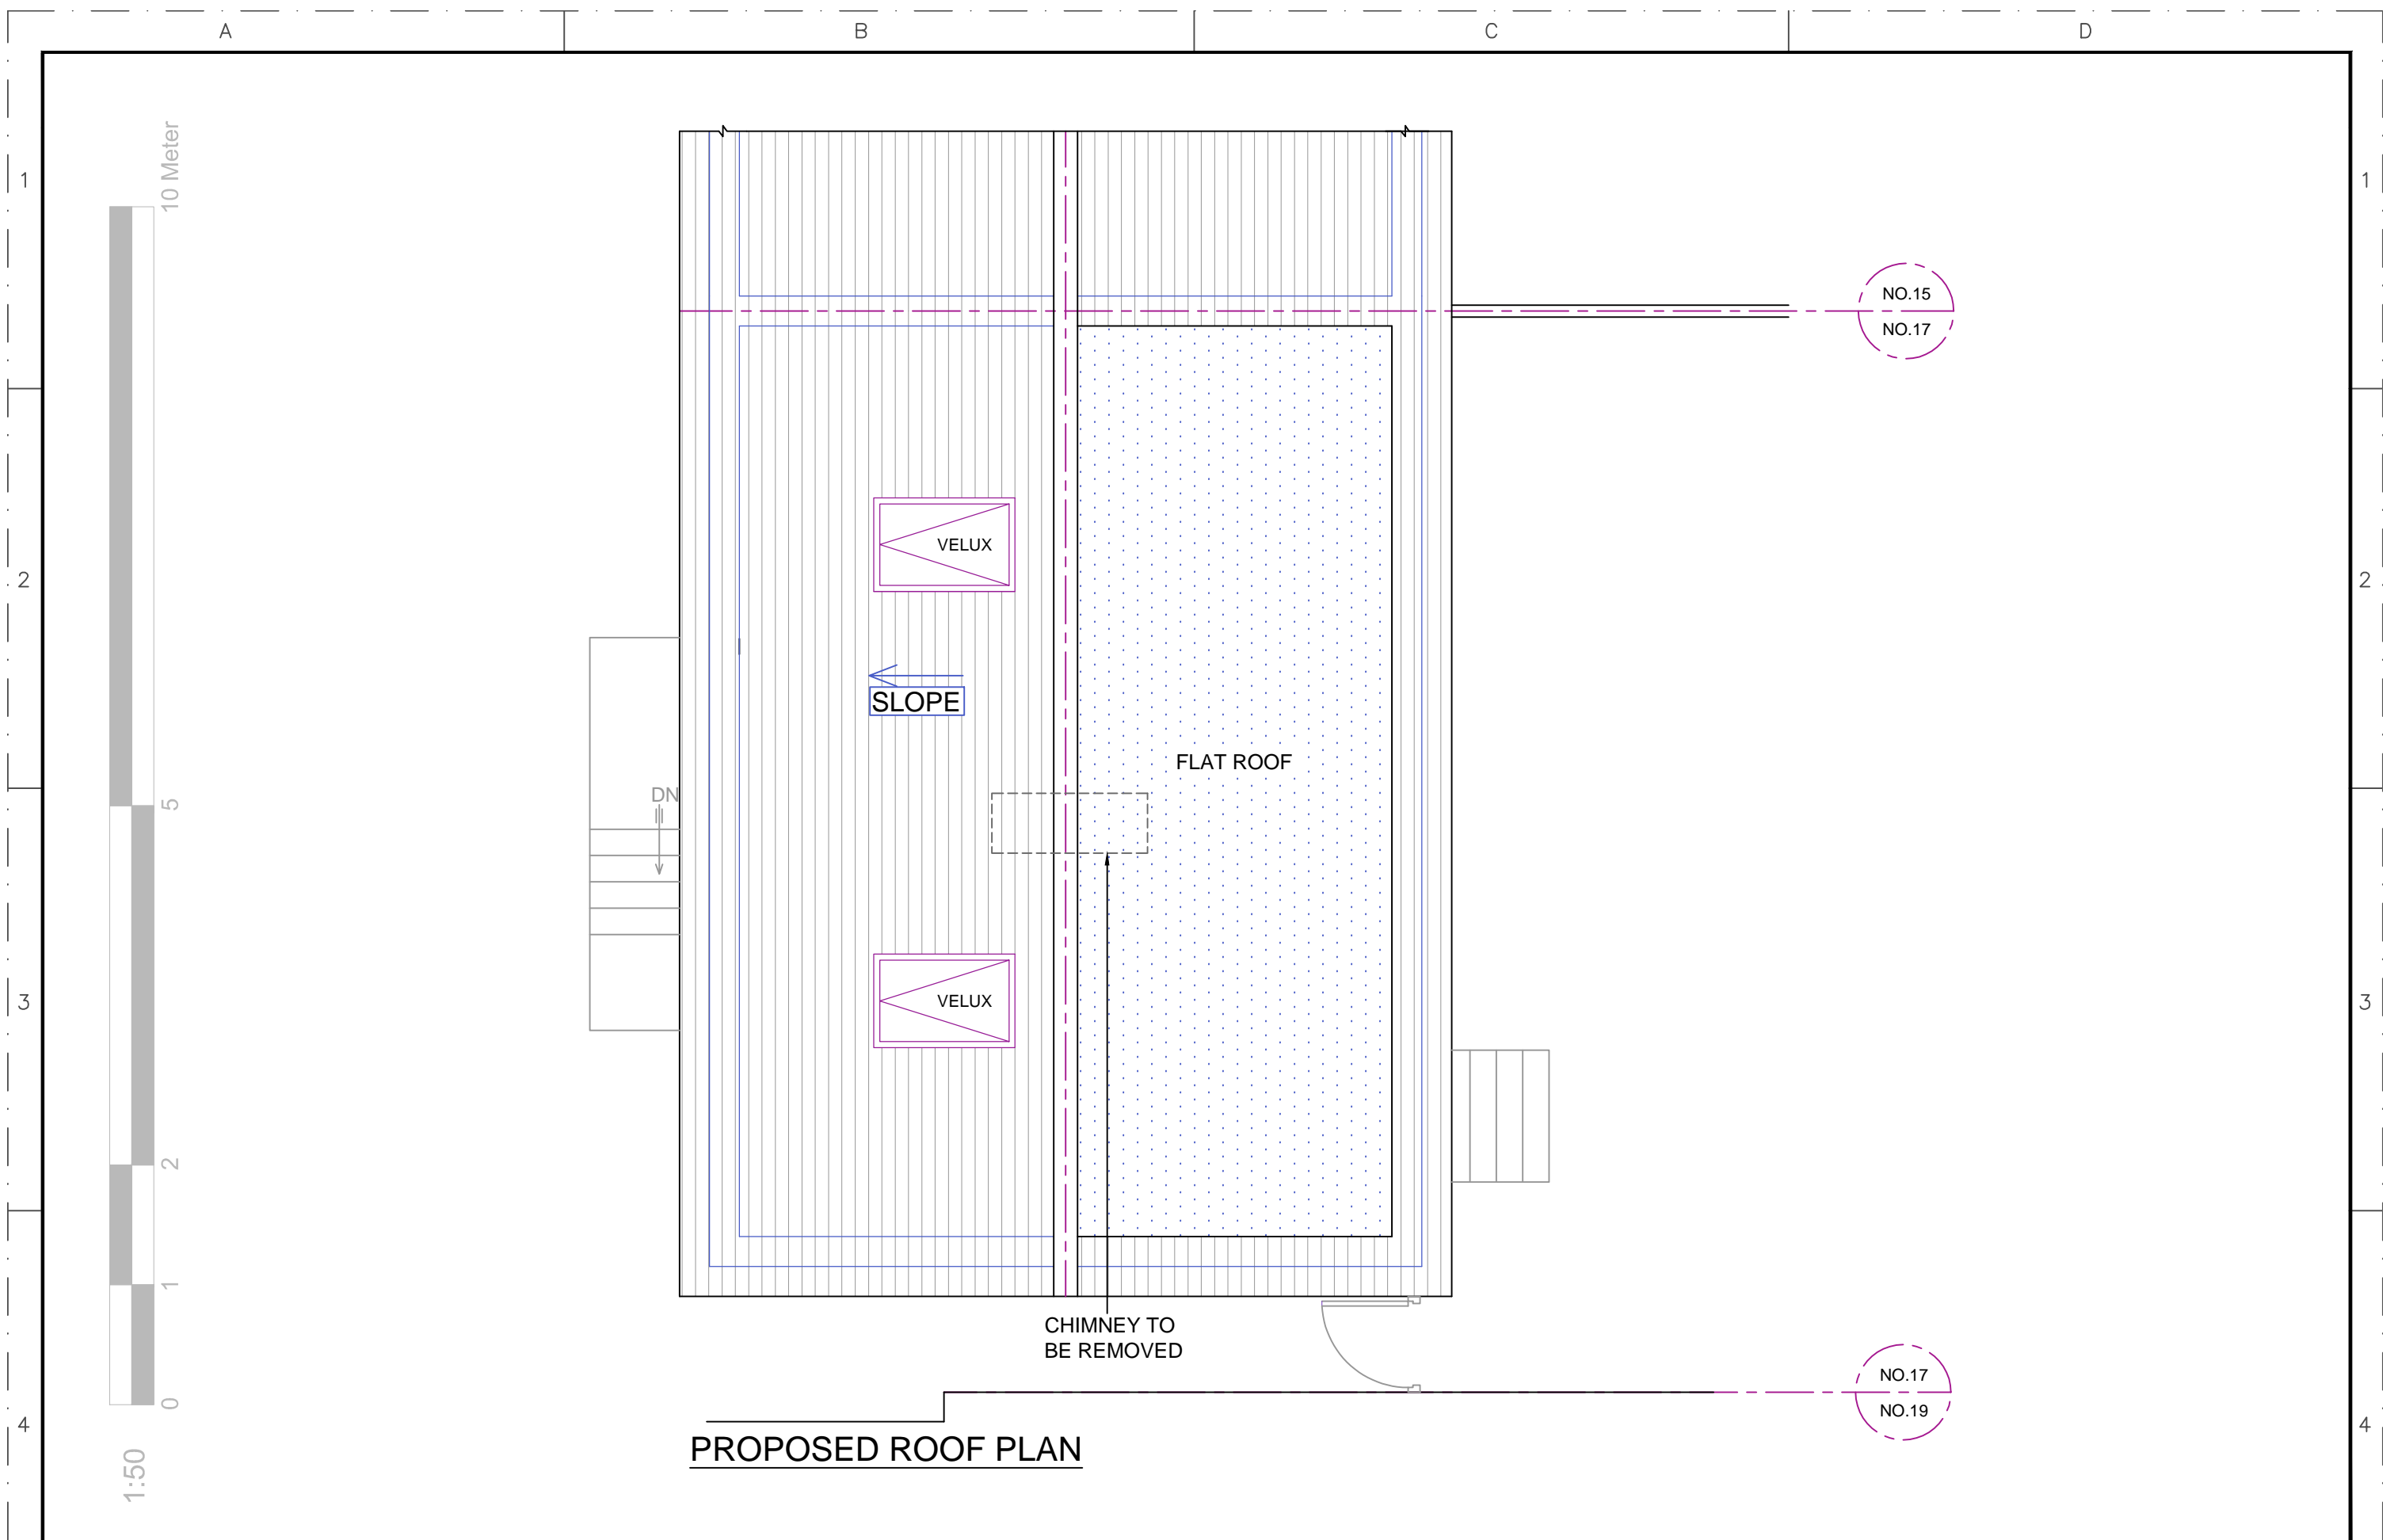 A
B
C
D
1
1
10 Meter
NO.15
NO.17
VELUX
2
2
SLOPE
FLAT ROOF
DN
5
VELUX
3
3
2
1
CHIMNEY TO
BE REMOVED
NO.17
NO.19
0
4
4
PROPOSED ROOF PLAN
1:50